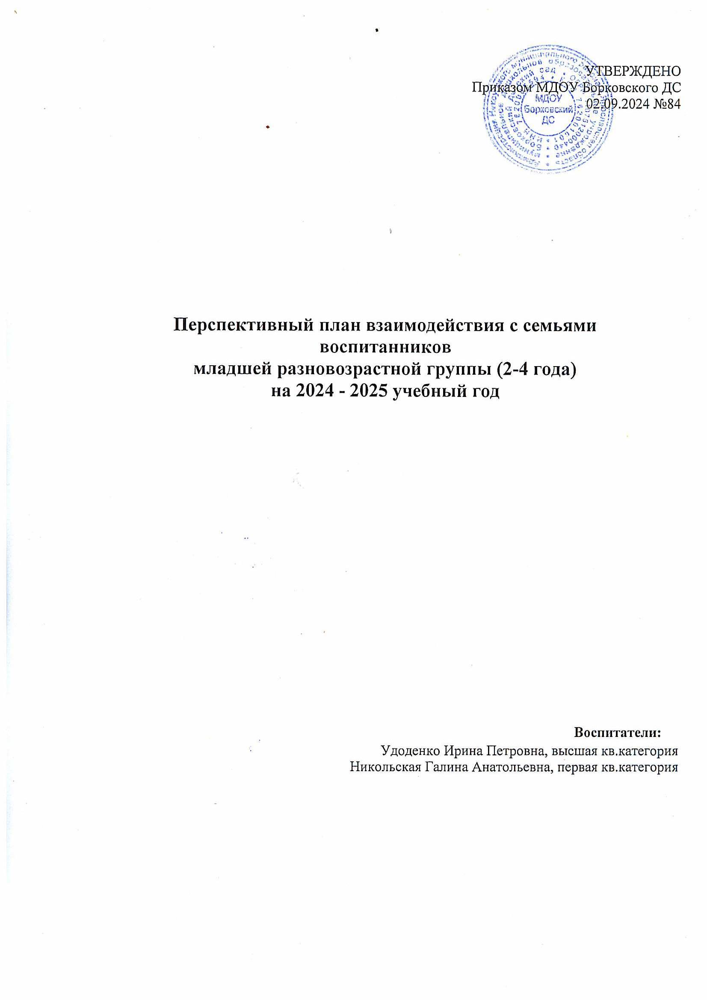 УТВЕРЖДЕНО
Приказом МДОУ Борковского ДС
02.09.2024 №84
МДОУ
Борковский
ДС
Перспективный план взаимодействия с семьями
воспитанников
младшей разновозрастной группы (2-4 года)
на 2024 - 2025 учебный год
Воспитатели:
Удоденко Ирина Петровна, высшая кв.категория
Никольская Галина Анатольевна, первая кв.категория